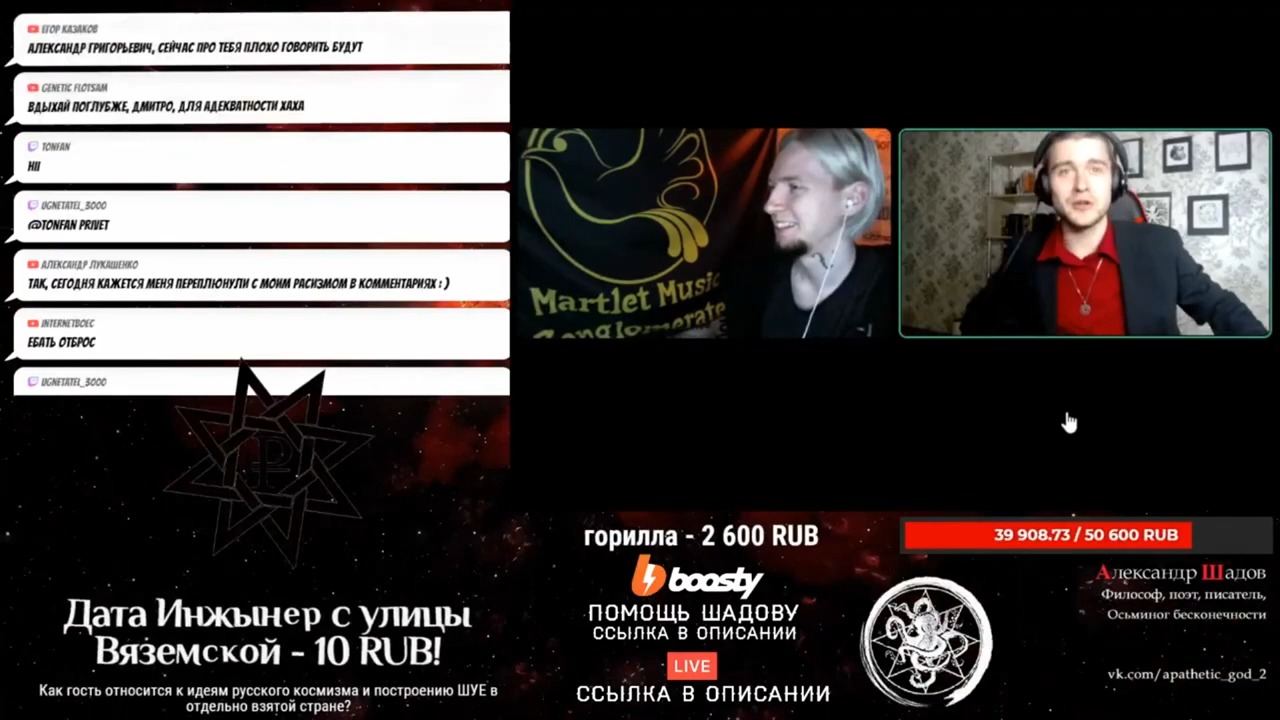 ЕГОР КАЗАКОВ
АЛЕКСАНДР ГРИГОРЬЕВИЧ, СЕЙЧАС ПРО ТЕБЯ ПЛОХО ГОВОРИТЬ БУДУТ
GENETIC FLOTSAM
ВДЫХАЙ ПОГЛУБЖЕ, ДМИТРО, ДЛЯ АДЕКВАТНОСТИ ХАХА
TONFAN
HII
UGNETATEL_3000
@TONFAN PRIVET
АЛЕКСАНДР ЛУКАШЕНКО
ТАК, СЕГОДНЯ КАЖЕТСЯ МЕНЯ ПЕРЕПЛЮНУЛИ С МОИМ РАСИЗМОМ В КОММЕНТАРИЯХ : )
INTERNETBOEC
ЕБАТЬ ОТБРОС
UGNETATEL_3000
Martlet Music
Conglomerate
горилла - 2 600 RUB
boosty
ПОМОЩЬ ШАДОВУ
ССЫЛКА В ОПИСАНИИ
LIVE
ССЫЛКА В ОПИСАНИИ
39 908.73 / 50 600 RUB
Александр Шадов
Философ, поэт, писатель,
Осьминог бесконечности
vk.com/apathetic_god_2
Дата Инжынер с улицы
Вяземской - 10 RUB!
Как гость относится к идеям русского космизма и построению ШУЕ в
отдельно взятой стране?